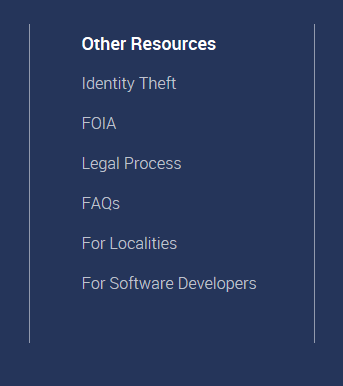 Other Resources
Identity Theft
FOIA
Legal Process
FAQs
For Localities
For Software Developers